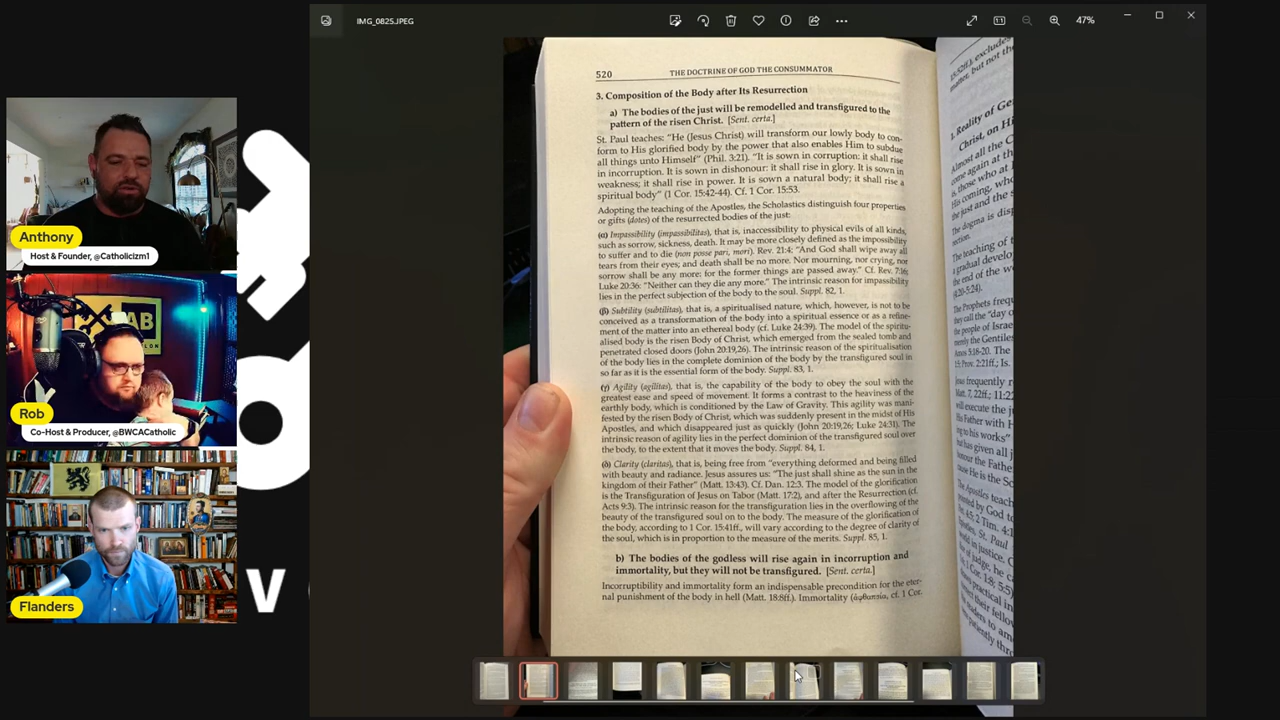 IMG_0825.JPEG
47%
Anthony
Host & Founder, @Catholicizm1
Rob
Co-Host & Producer, @BWCACatholic
Flanders
V
520
THE DOCTRINE OF GOD THE CONSUMMATOR
3. Composition of the Body after Its Resurrection
a) The bodies of the just will be remodelled and transfigured to the
pattern of the risen Christ. [Sent. certa.]
St. Paul teaches: “He (Jesus Christ) will transform our lowly body to con-
form to His glorified body by the power that also enables Him to subdue
all things unto Himself” (Phil. 3:21). “It is sown in corruption: it shall rise
in incorruption. It is sown in dishonour: it shall rise in glory. It is sown in
weakness; it shall rise in power. It is sown a natural body; it shall rise a
spiritual body” (1 Cor. 15:42-44). Cf. 1 Cor. 15:53.
Adopting the teaching of the Apostles, the Scholastics distinguish four properties
or gifts (dotes) of the resurrected bodies of the just:
(α) Impassibility (impassibilitas), that is, inaccessibility to physical evils of all kinds,
such as sorrow, sickness, death. It may be more closely defined as the impossibility
to suffer and to die (non posse pati, mori). Rev. 21:4: “And God shall wipe away all
tears from their eyes; and death shall be no more. Nor mourning, nor crying, nor
sorrow shall be any more: for the former things are passed away.” Cf. Rev. 7:16;
Luke 20:36: “Neither can they die any more.” The intrinsic reason for impassibility
lies in the perfect subjection of the body to the soul. Suppl. 82, 1.
(β) Subtility (subtilitas), that is, a spiritualised nature, which, however, is not to be
conceived as a transformation of the body into a spiritual essence or as a refine-
ment of the matter into an ethereal body (cf. Luke 24:39). The model of the spiritu-
alised body is the risen Body of Christ, which emerged from the sealed tomb and
penetrated closed doors (John 20:19,26). The intrinsic reason of the spiritualisation
of the body lies in the complete dominion of the body by the transfigured soul in
so far as it is the essential form of the body. Suppl. 83, 1.
(γ) Agility (agilitas), that is, the capability of the body to obey the soul with the
greatest ease and speed of movement. It forms a contrast to the heaviness of the
earthly body, which is conditioned by the Law of Gravity. This agility was mani-
fested by the risen Body of Christ, which was suddenly present in the midst of His
Apostles, and which disappeared just as quickly (John 20:19,26; Luke 24:31). The
intrinsic reason of agility lies in the perfect dominion of the transfigured soul over
the body, to the extent that it moves the body. Suppl. 84, 1.
(δ) Clarity (claritas), that is, being free from “everything deformed and being filled
with beauty and radiance. Jesus assures us: “The just shall shine as the sun in the
kingdom of their Father” (Matt. 13:43). Cf. Dan. 12:3. The model of the glorification
is the Transfiguration of Jesus on Tabor (Matt. 17:2), and after the Resurrection (cf.
Acts 9:3). The intrinsic reason for the transfiguration lies in the overflowing of the
beauty of the transfigured soul on to the body. The measure of the glorification of
the body, according to 1 Cor. 15:41ff., will vary according to the degree of clarity of
the soul, which is in proportion to the measure of the merits. Suppl. 85, 1.
b) The bodies of the godless will rise again in incorruption and
immortality, but they will not be transfigured. [Sent. certa.]
Incorruptibility and immortality form an indispensable precondition for the eter-
nal punishment of the body in hell (Matt. 18:8ff.). Immortality (ἀφθαρσία, cf. 1 Cor.